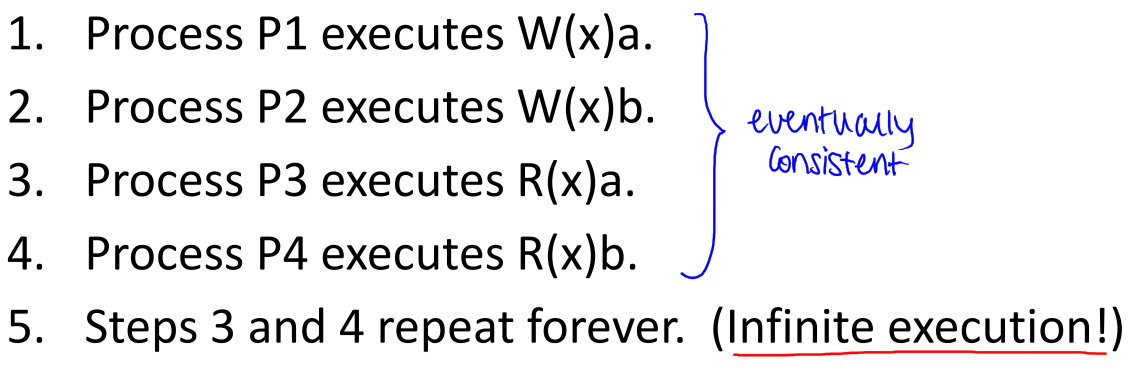 1. Process P1 executes W(x)a.
2. Process P2 executes W(x)b.
eventually
consistent
3. Process P3 executes R(x)a.
4. Process P4 executes R(x)b.
5. Steps 3 and 4 repeat forever. (Infinite execution!)